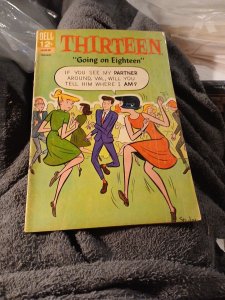 DELL
12¢
THIRTEEN
"Going on Eighteen"
IF YOU SEE MY PARTNER
AROUND, VAL, WILL YOU
TELL HIM WHERE I AM?